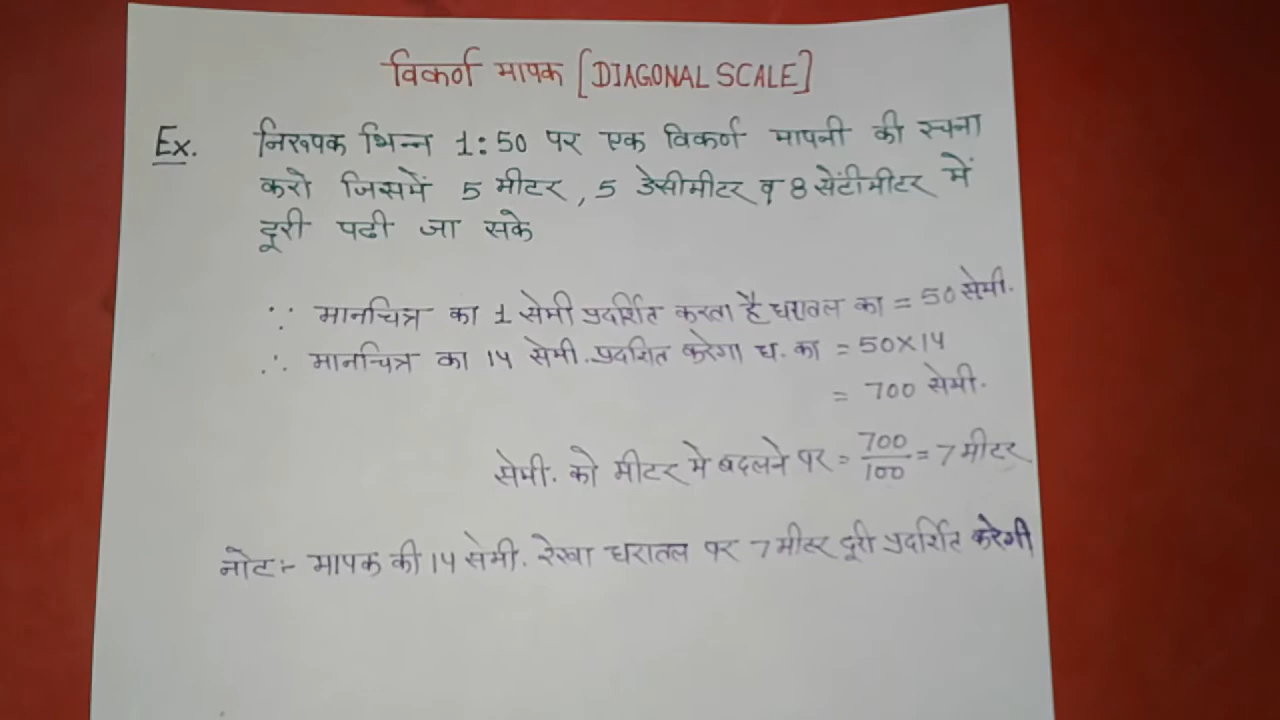 विकर्ण मापक [DIAGONAL SCALE]
Ex. निरूपक भिन्न 1:50 पर एक विकर्ण मापनी की रचना
करो जिसमें 5 मीटर, 5 डेसीमीटर व 8 सेंटीमीटर में
दूरी पढी जा सके
∵ मानचित्र का 1 सेमी प्रदर्शित करता है धरातल का = 50 सेमी.
∴ मानचित्र का 14 सेमी. प्रदर्शित करेगा ध. का = 50×14
= 700 सेमी.
सेमी. को मीटर मे बदलने पर = 700/100 = 7 मीटर
नोट:- मापक की 14 सेमी. रेखा धरातल पर 7 मीटर दूरी प्रदर्शित करेगी